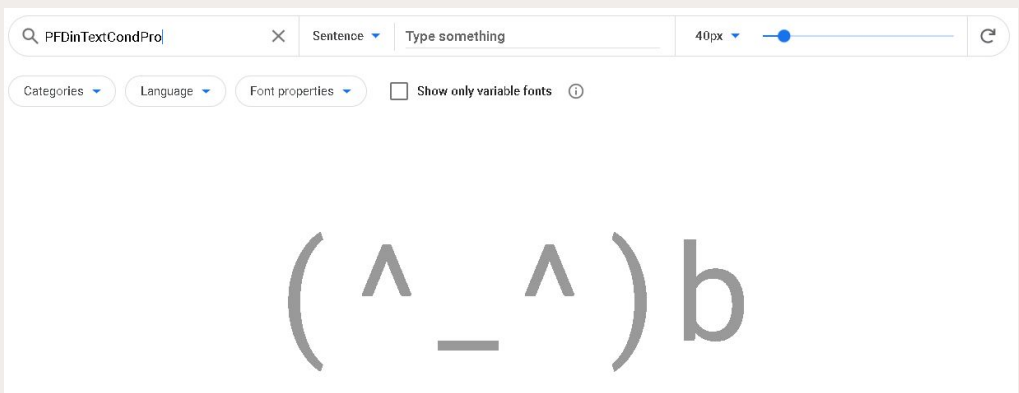 PFDinTextCondPro Sentence Type something 40px
Categories Language Font properties Show only variable fonts
(^_^)b